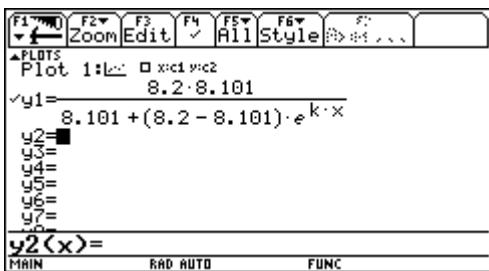 F1 F2 Zoom F3 Edit F4 ✓ F5 All F6 Style F7
▲PLOTS
Plot 1: x:c1 y:c2
✓y1=8.2·8.101/(8.101+(8.2-8.101)·e^(k·x))
y2=
y3=
y4=
y5=
y6=
y7=
y2(x)=
MAIN RAD AUTO FUNC